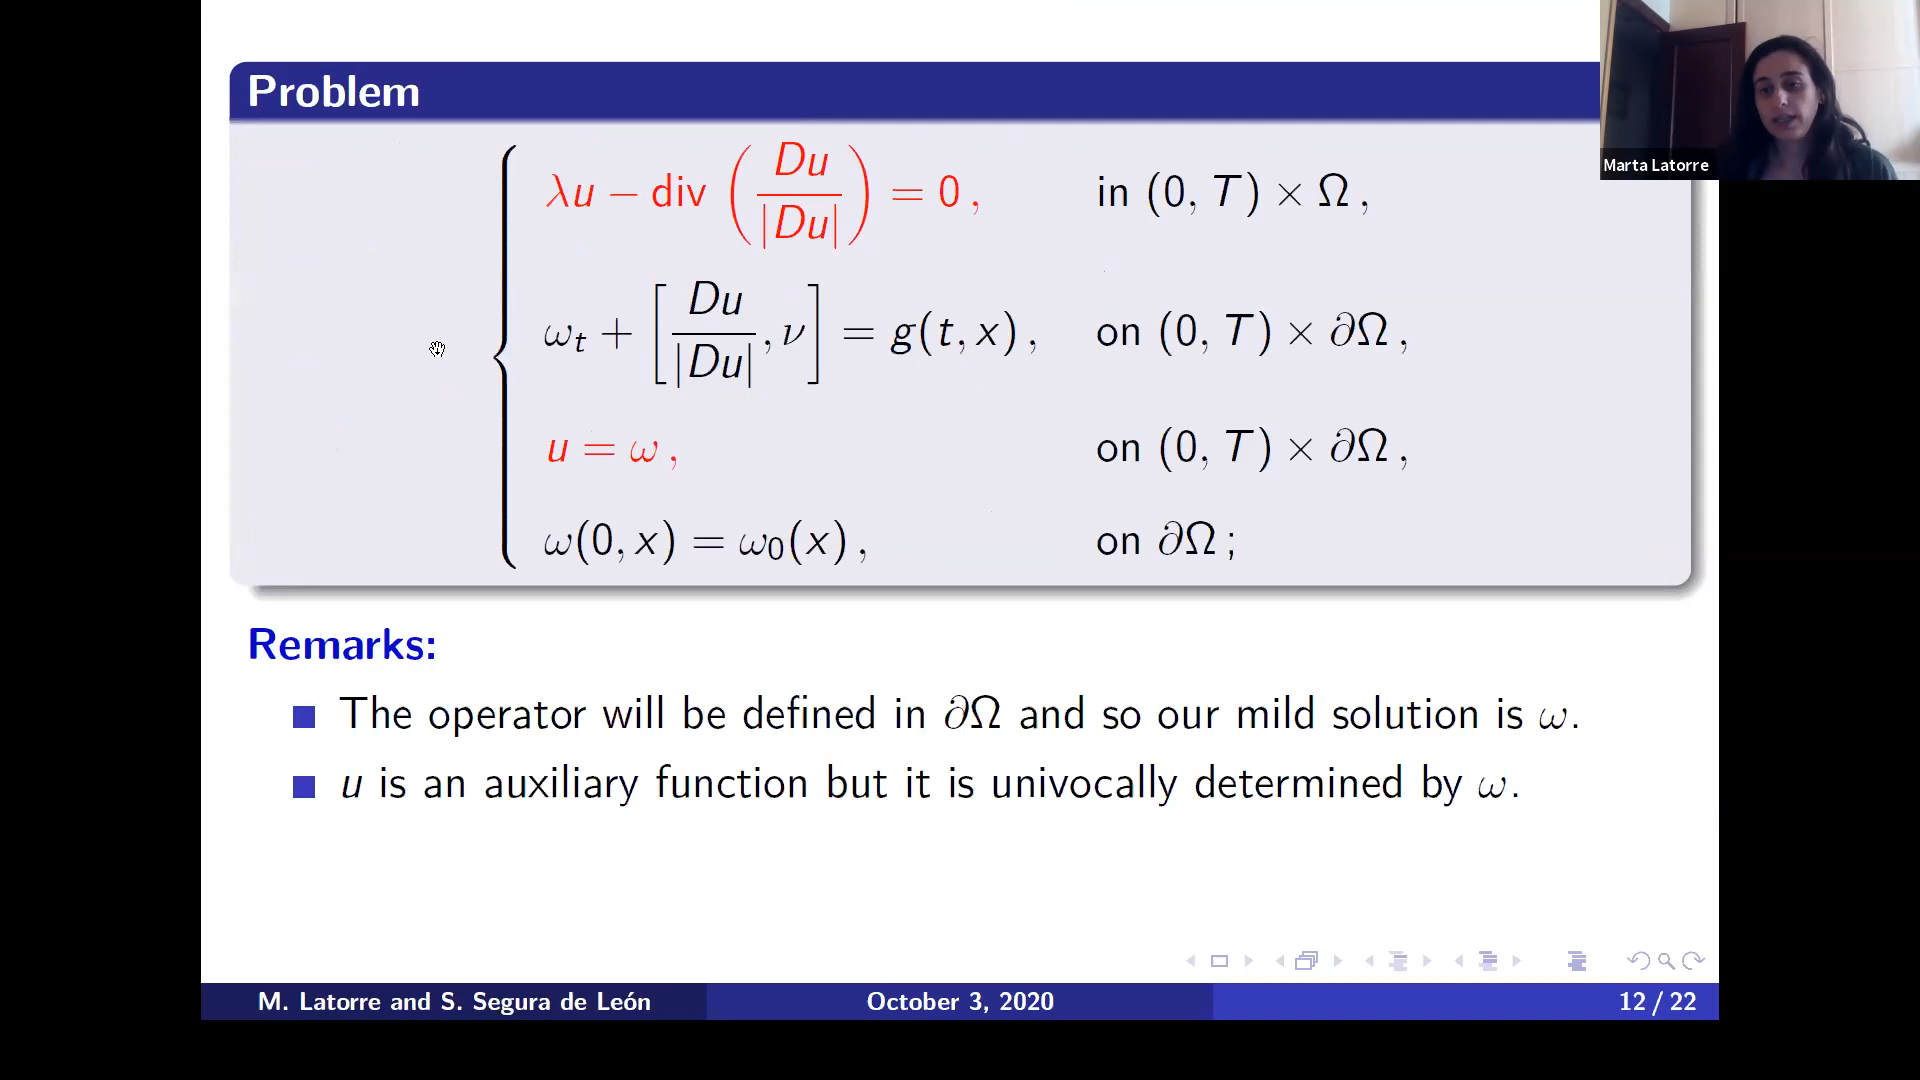 Problem
λu − div (Du/|Du|) = 0 , in (0, T) × Ω ,
ω_t + [Du/|Du| , ν] = g(t, x) , on (0, T) × ∂Ω ,
u = ω , on (0, T) × ∂Ω ,
ω(0, x) = ω_0(x) , on ∂Ω ;
Marta Latorre
Remarks:
The operator will be defined in ∂Ω and so our mild solution is ω.
u is an auxiliary function but it is univocally determined by ω.
M. Latorre and S. Segura de León October 3, 2020 12 / 22